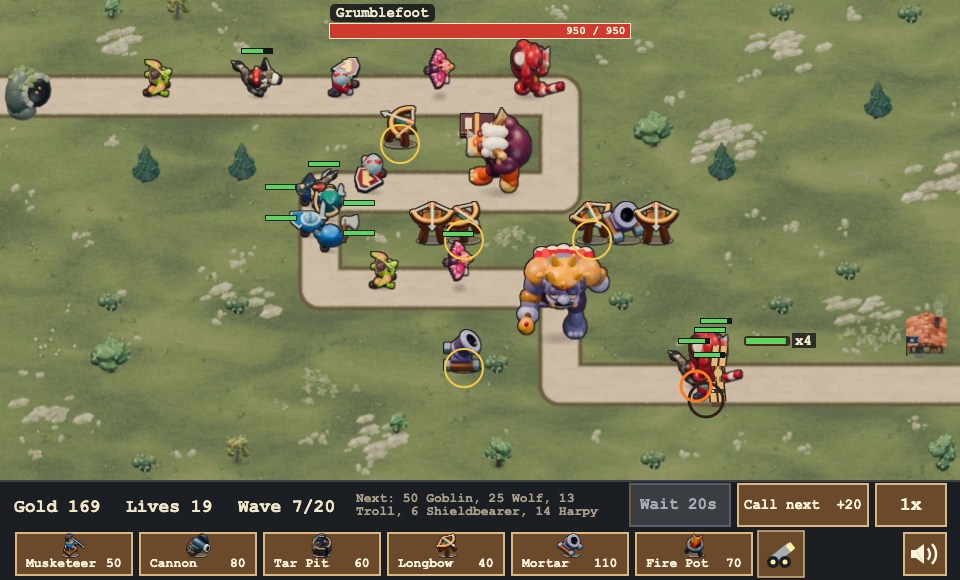 Grumblefoot
950 / 950
x4
Gold 169 Lives 19 Wave 7/20
Next: 50 Goblin, 25 Wolf, 13
Troll, 6 Shieldbearer, 14 Harpy
Wait 20s
Call next +20
1x
Musketeer 50
Cannon 80
Tar Pit 60
Longbow 40
Mortar 110
Fire Pot 70